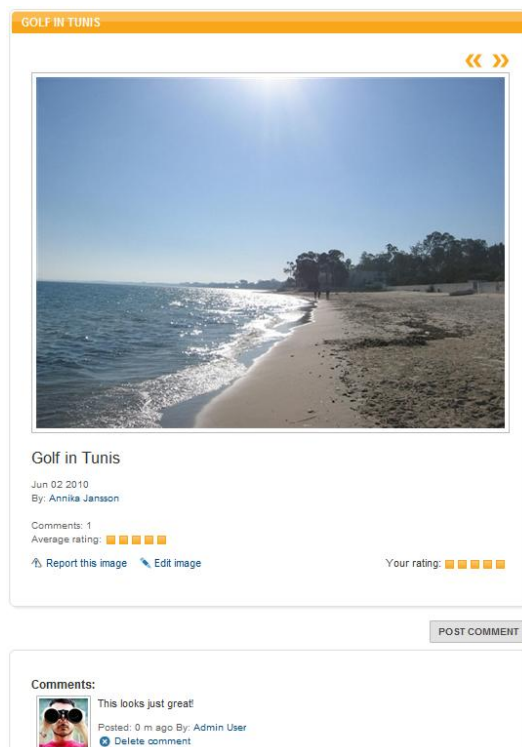 GOLF IN TUNIS
Golf in Tunis
Jun 02 2010
By: Annika Jansson
Comments: 1
Average rating:
Report this image Edit image Your rating:
POST COMMENT
Comments:
This looks just great!
Posted: 0 m ago By: Admin User
Delete comment